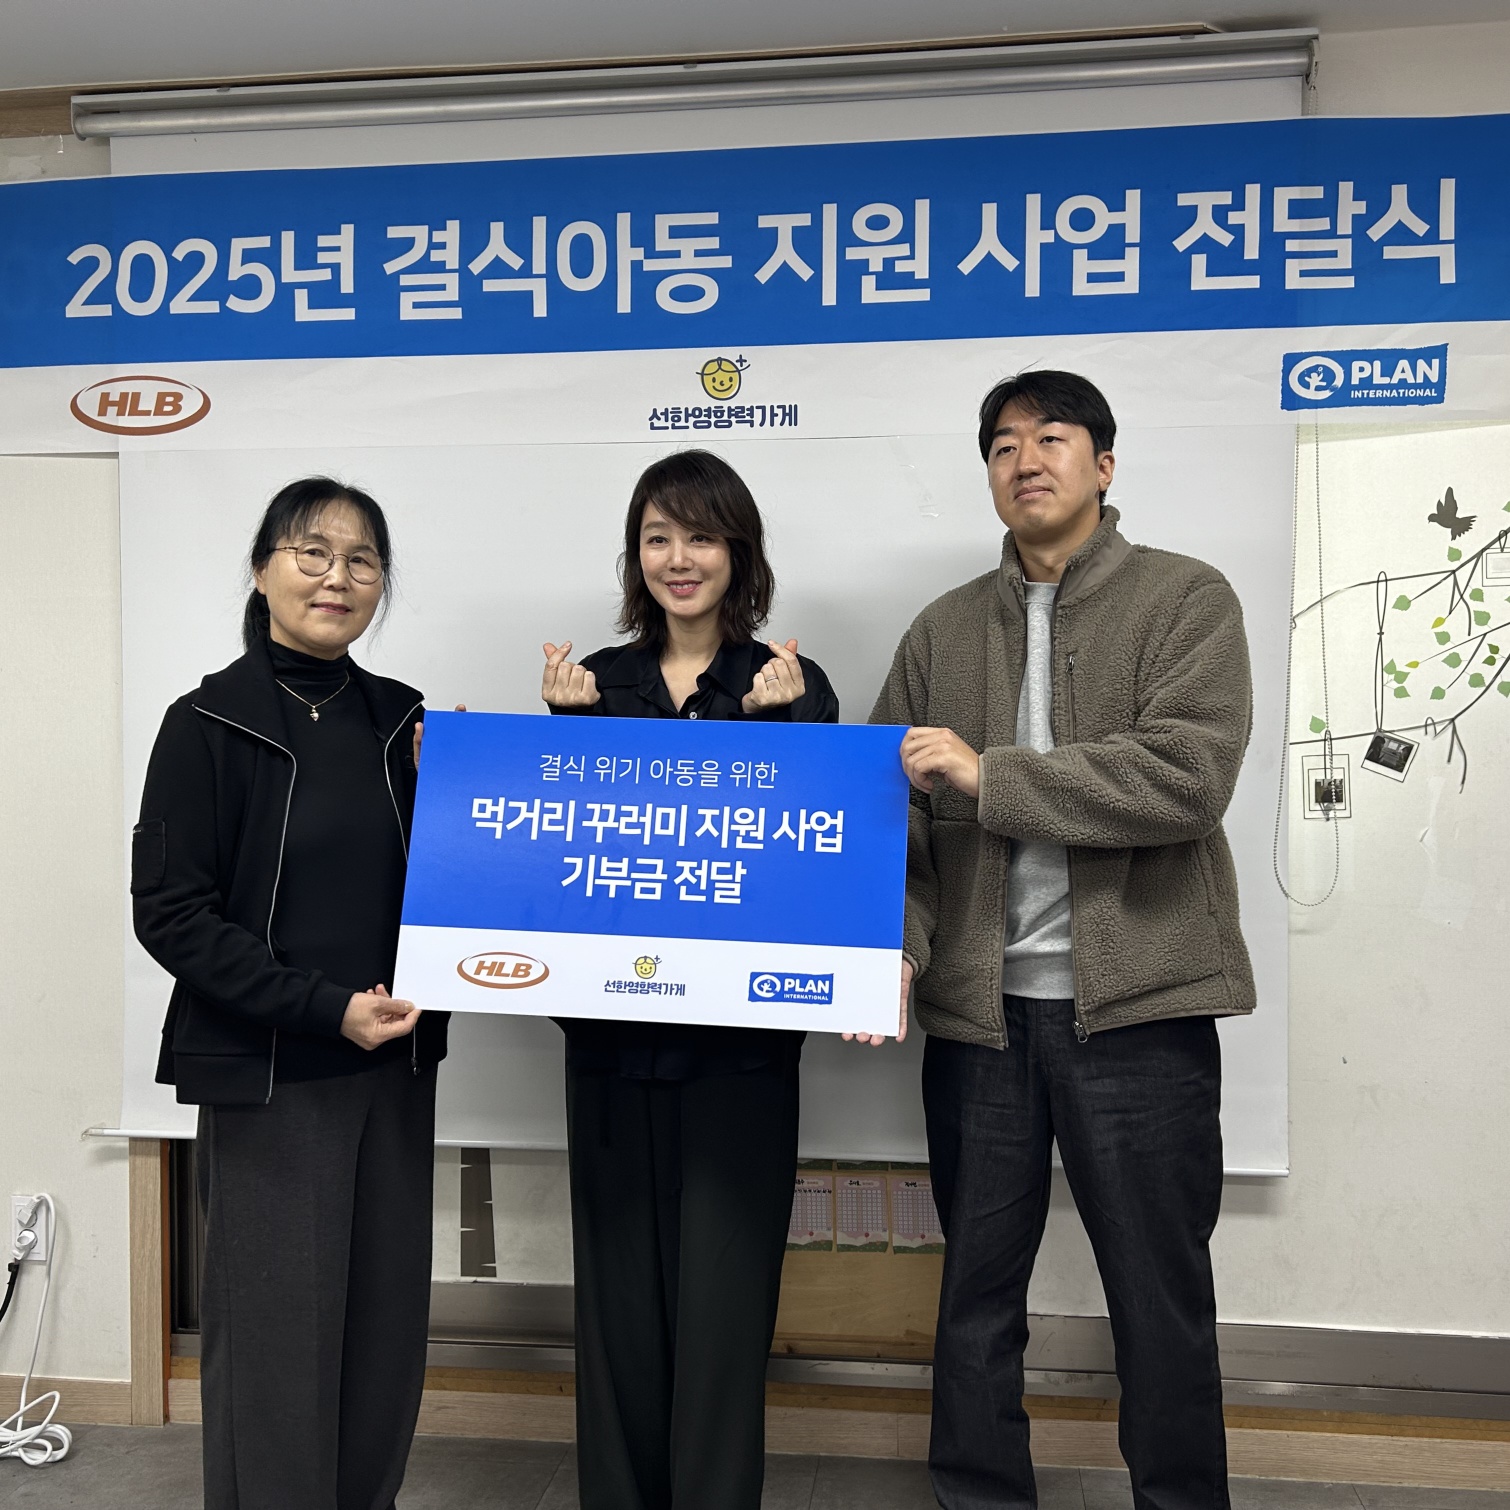 2025년 결식아동 지원 사업 전달식
HLB
선한영향력가게
PLAN
INTERNATIONAL
결식 위기 아동을 위한
먹거리 꾸러미 지원 사업
기부금 전달
HLB
선한영향력가게
PLAN
INTERNATIONAL